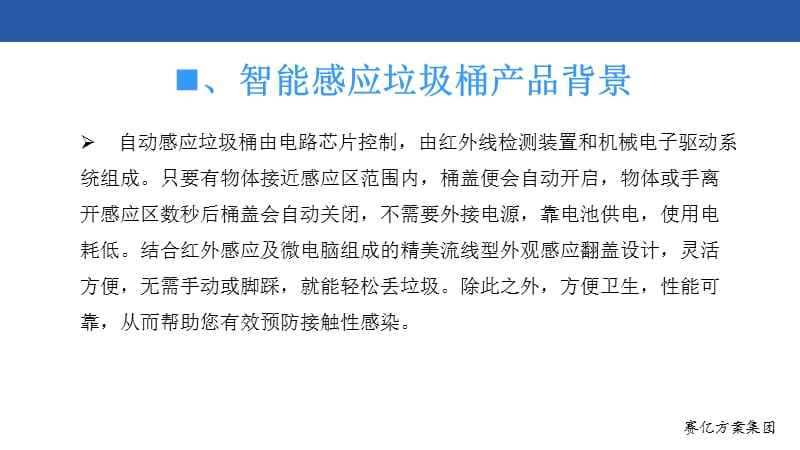 ■、智能感应垃圾桶产品背景
➢ 自动感应垃圾桶由电路芯片控制，由红外线检测装置和机械电子驱动系
统组成。只要有物体接近感应区范围内，桶盖便会自动开启，物体或手离
开感应区数秒后桶盖会自动关闭，不需要外接电源，靠电池供电，使用电
耗低。结合红外感应及微电脑组成的精美流线型外观感应翻盖设计，灵活
方便，无需手动或脚踩，就能轻松丢垃圾。除此之外，方便卫生，性能可
靠，从而帮助您有效预防接触性感染。
赛亿方案集团